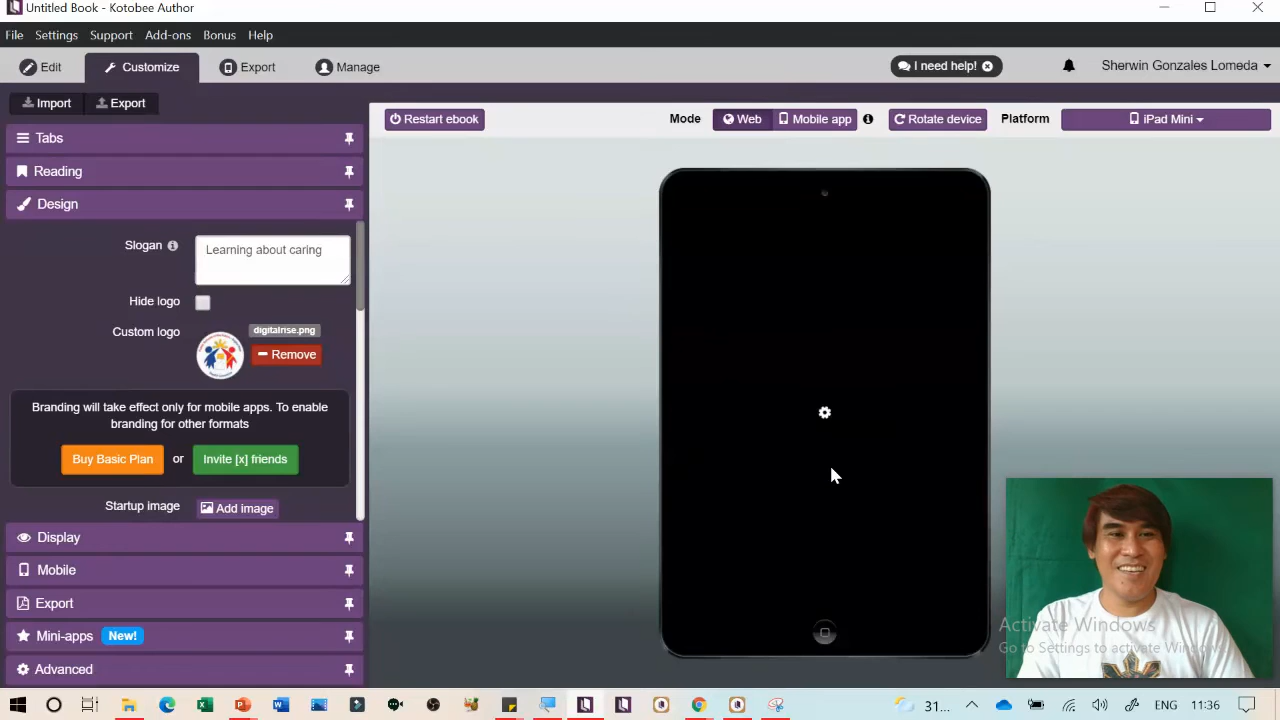 Untitled Book - Kotobee Author
File Settings Support Add-ons Bonus Help
Edit Customize Export Manage I need help! Sherwin Gonzales Lomeda
Import Export
Restart ebook Mode Web Mobile app Rotate device Platform iPad Mini
Tabs
Reading
Design
Slogan Learning about caring
Hide logo
Custom logo digitalrise.png
Remove
Branding will take effect only for mobile apps. To enable
branding for other formats
Buy Basic Plan or Invite [x] friends
Startup image Add image
Display
Mobile
Export
Mini-apps New!
Advanced
Activate Windows
Go to Settings to activate Windows.
31... ENG 11:36